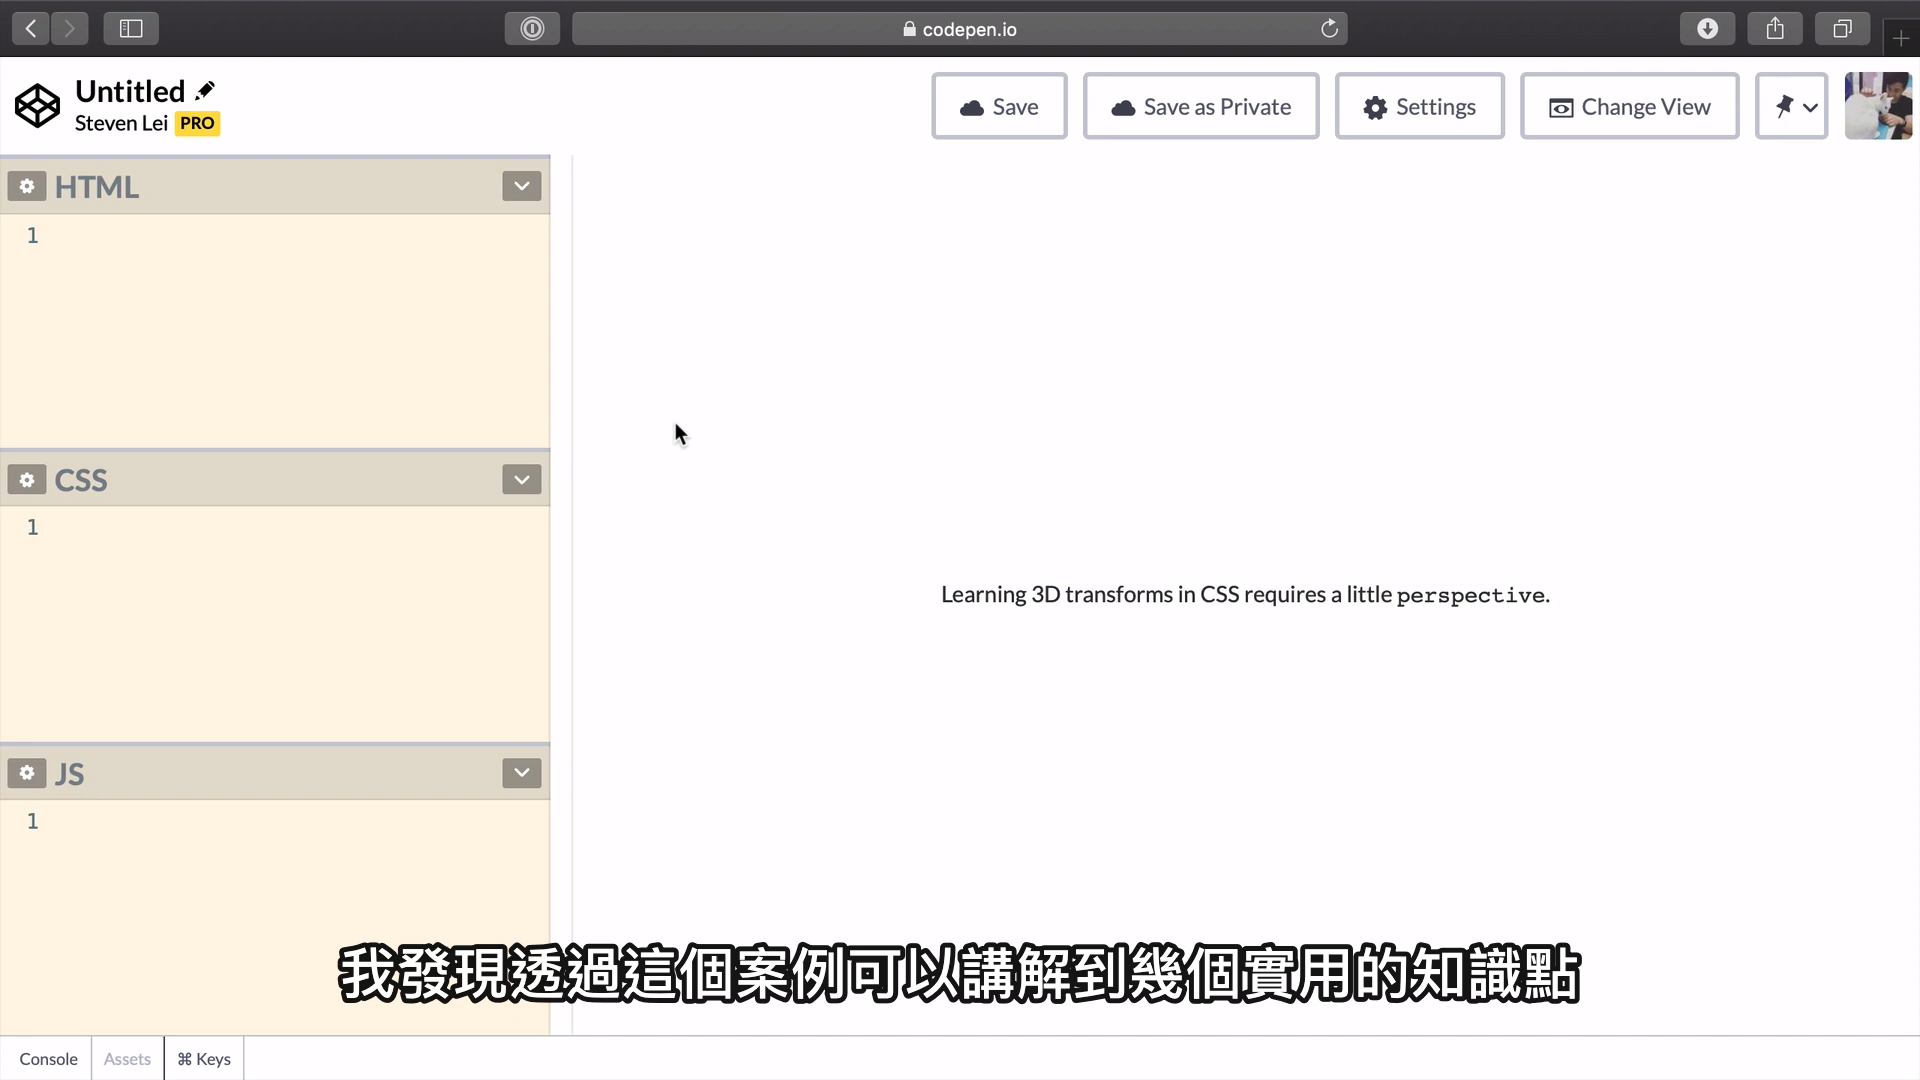 codepen.io
Untitled
Steven Lei PRO
Save
Save as Private
Settings
Change View
HTML
1
CSS
1
JS
1
Learning 3D transforms in CSS requires a little perspective.
我發現透過這個案例可以講解到幾個實用的知識點
Console
Assets
⌘ Keys